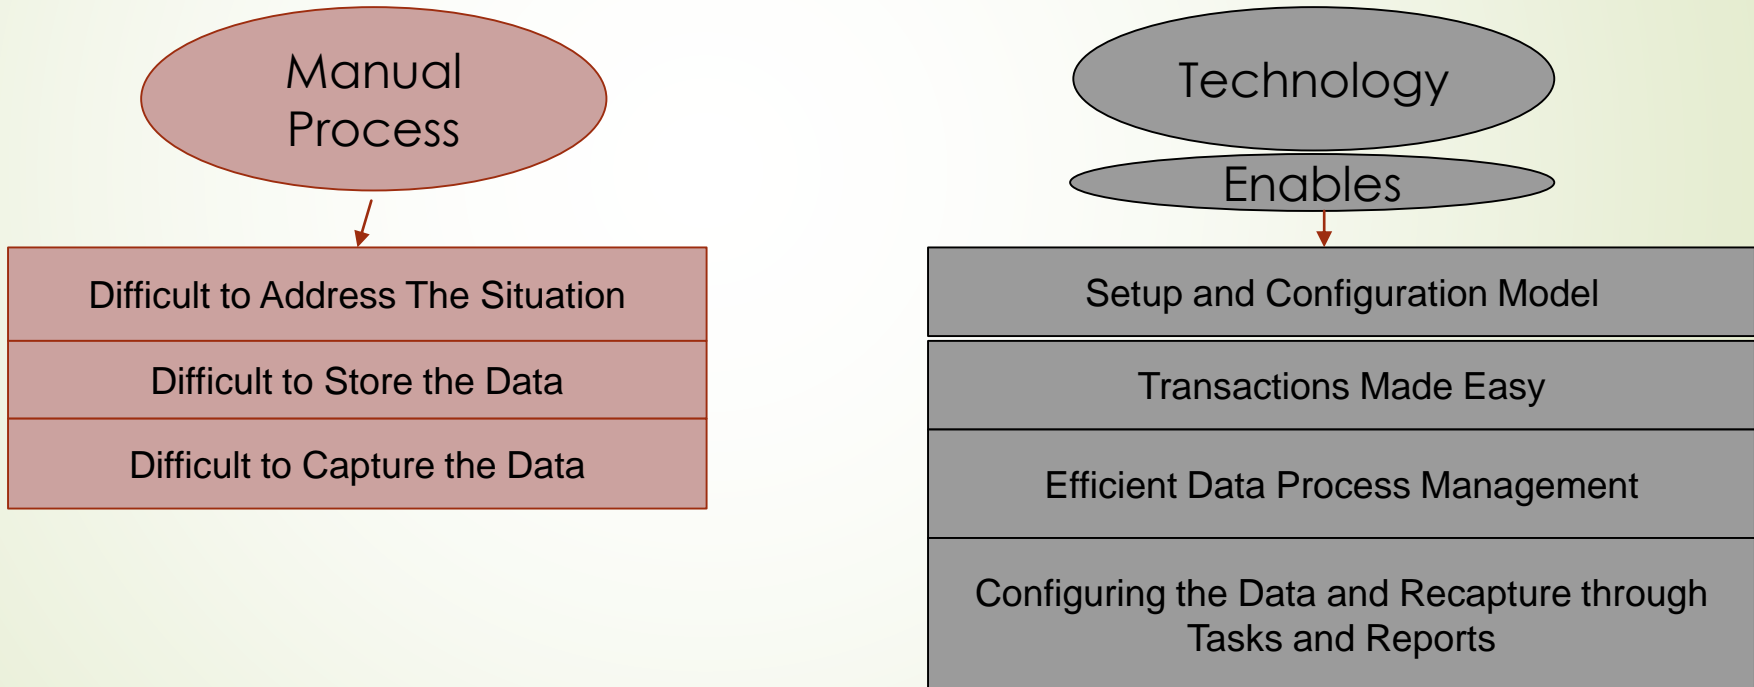 Manual
Process
Difficult to Address The Situation
Difficult to Store the Data
Difficult to Capture the Data
Technology
Enables
Setup and Configuration Model
Transactions Made Easy
Efficient Data Process Management
Configuring the Data and Recapture through
Tasks and Reports